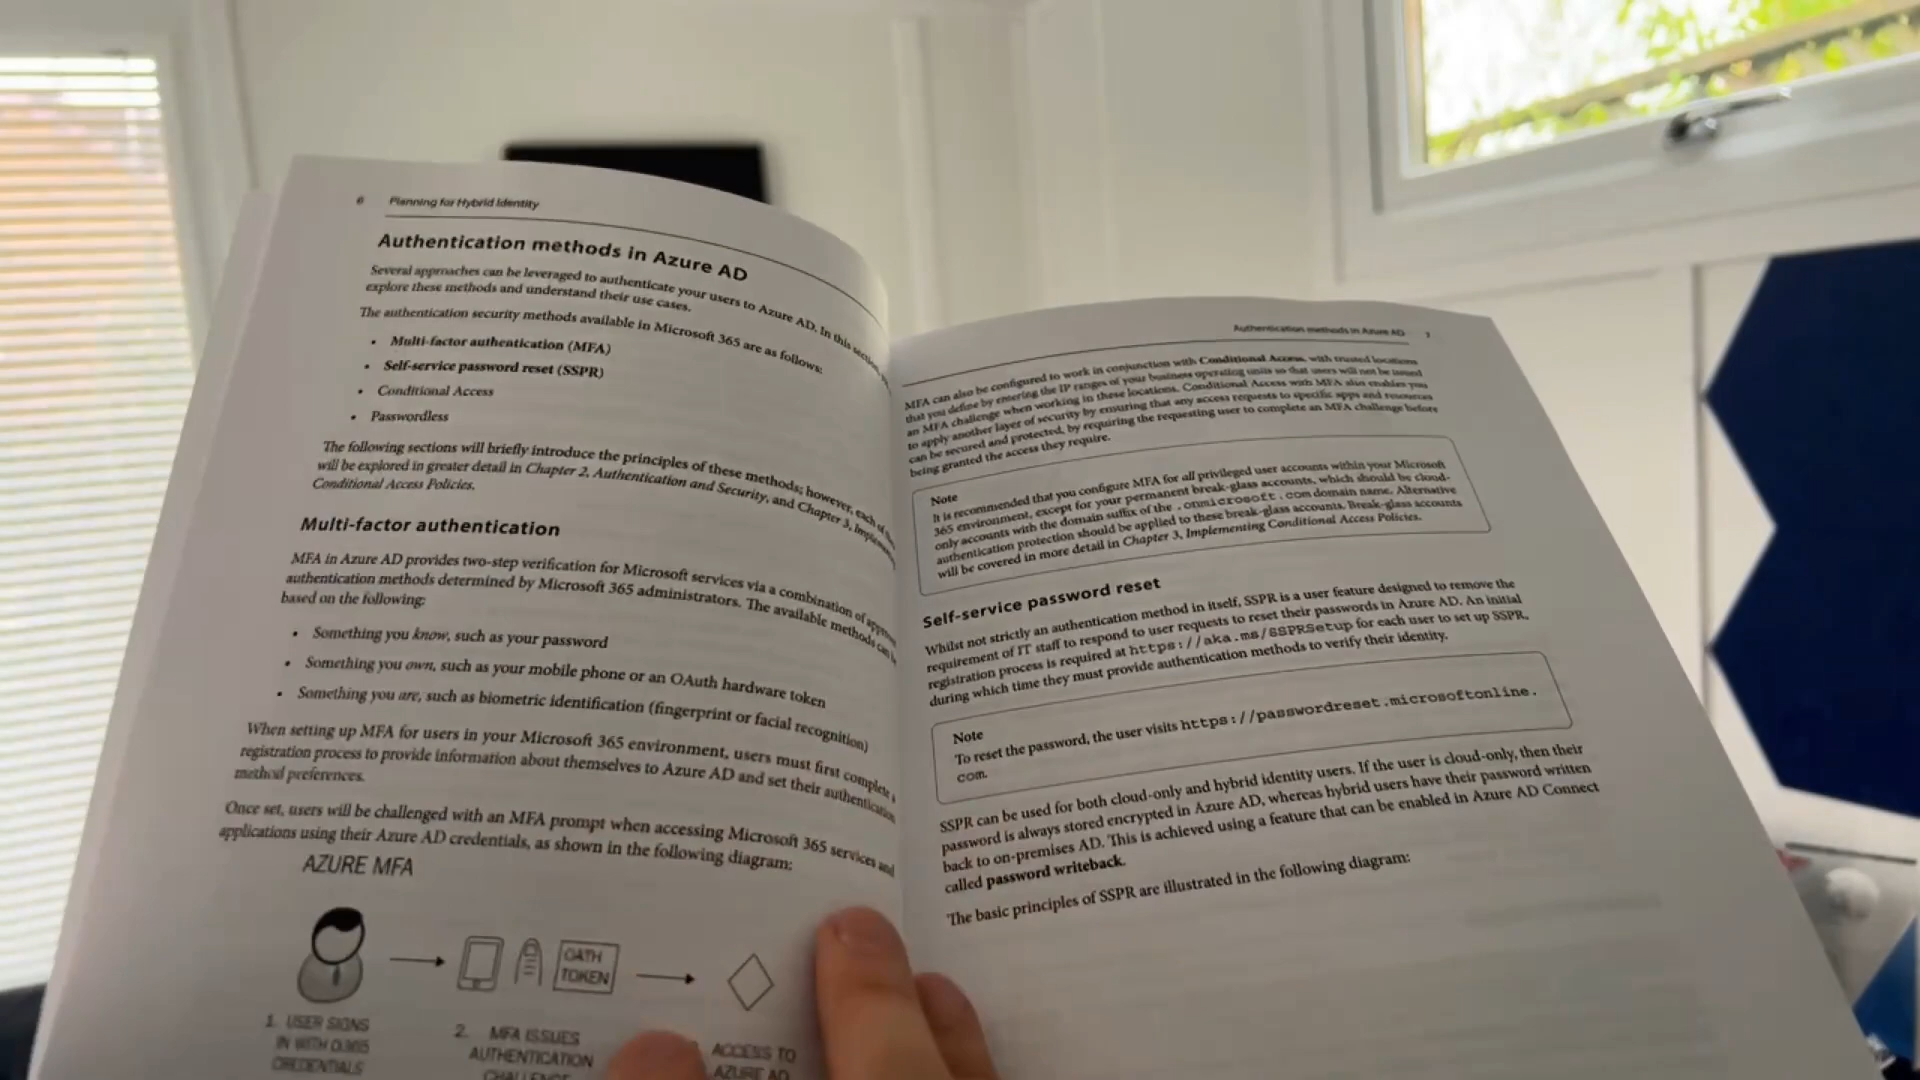 6 Planning for Hybrid Identity
Authentication methods in Azure AD
Several approaches can be leveraged to authenticate your users to Azure AD. In this section,
explore these methods and understand their use cases.
The authentication security methods available in Microsoft 365 are as follows:
• Multi-factor authentication (MFA)
• Self-service password reset (SSPR)
• Conditional Access
• Passwordless
The following sections will briefly introduce the principles of these methods; however, each of
will be explored in greater detail in Chapter 2, Authentication and Security, and Chapter 3,
Conditional Access Policies.
Multi-factor authentication
MFA in Azure AD provides two-step verification for Microsoft services via a combination of
authentication methods determined by Microsoft 365 administrators. The available methods can
based on the following:
• Something you know, such as your password
• Something you own, such as your mobile phone or an OAuth hardware token
• Something you are, such as biometric identification (fingerprint or facial recognition)
When setting up MFA for users in your Microsoft 365 environment, users must first complete a
registration process to provide information about themselves to Azure AD and set their authentication
method preferences.
Once set, users will be challenged with an MFA prompt when accessing Microsoft 365 services and
applications using their Azure AD credentials, as shown in the following diagram:
AZURE MFA
OATH
TOKEN
1. USER SIGNS
IN WITH O365
CREDENTIALS
2. MFA ISSUES
AUTHENTICATION
CHALLENGE
ACCESS TO
AZURE AD
Authentication methods in Azure AD 7
MFA can also be configured to work in conjunction with Conditional Access, with trusted locations
that you define by entering the IP ranges of your business operating units so that users will not be issued
an MFA challenge when working in these locations. Conditional Access with MFA also enables you
to apply another layer of security by ensuring that any access requests to specific apps and resources
can be secured and protected, by requiring the requesting user to complete an MFA challenge before
being granted the access they require.
Note
It is recommended that you configure MFA for all privileged user accounts within your Microsoft
365 environment, except for your permanent break-glass accounts, which should be cloud-
only accounts with the domain suffix of the .onmicrosoft.com domain name. Alternative
authentication protection should be applied to these break-glass accounts. Break-glass accounts
will be covered in more detail in Chapter 3, Implementing Conditional Access Policies.
Self-service password reset
Whilst not strictly an authentication method in itself, SSPR is a user feature designed to remove the
requirement of IT staff to respond to user requests to reset their passwords in Azure AD. An initial
registration process is required at https://aka.ms/SSPRSetup for each user to set up SSPR,
during which time they must provide authentication methods to verify their identity.
Note
To reset the password, the user visits https://passwordreset.microsoftonline.
com.
SSPR can be used for both cloud-only and hybrid identity users. If the user is cloud-only, then their
password is always stored encrypted in Azure AD, whereas hybrid users have their password written
back to on-premises AD. This is achieved using a feature that can be enabled in Azure AD Connect
called password writeback.
The basic principles of SSPR are illustrated in the following diagram: